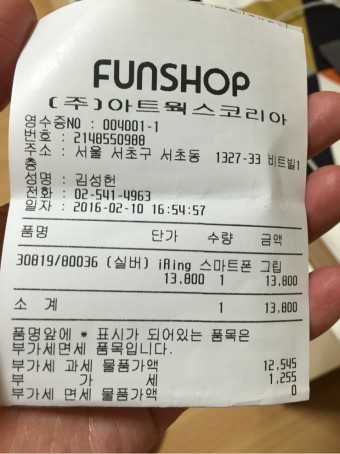 FUNSHOP
(주)아트웍스코리아
영수증NO : 004001-1
번호 : 2148550988
주소 : 서울 서초구 서초동 1327-33 비트빌1
층
성명 : 김성헌
전화 : 02-541-4963
일자 : 2016-02-10 16:54:57
품명 단가 수량 금액
30819/80036 (실버) iRing 스마트폰 그립
13,800 1 13,800
소 계 1 13,800
품명앞에 * 표시가 되어있는 품목은
부가세면세 품목입니다.
부가세 과세 물품가액 12,545
부 가 세 1,255
부가세 면세 물품가액 0